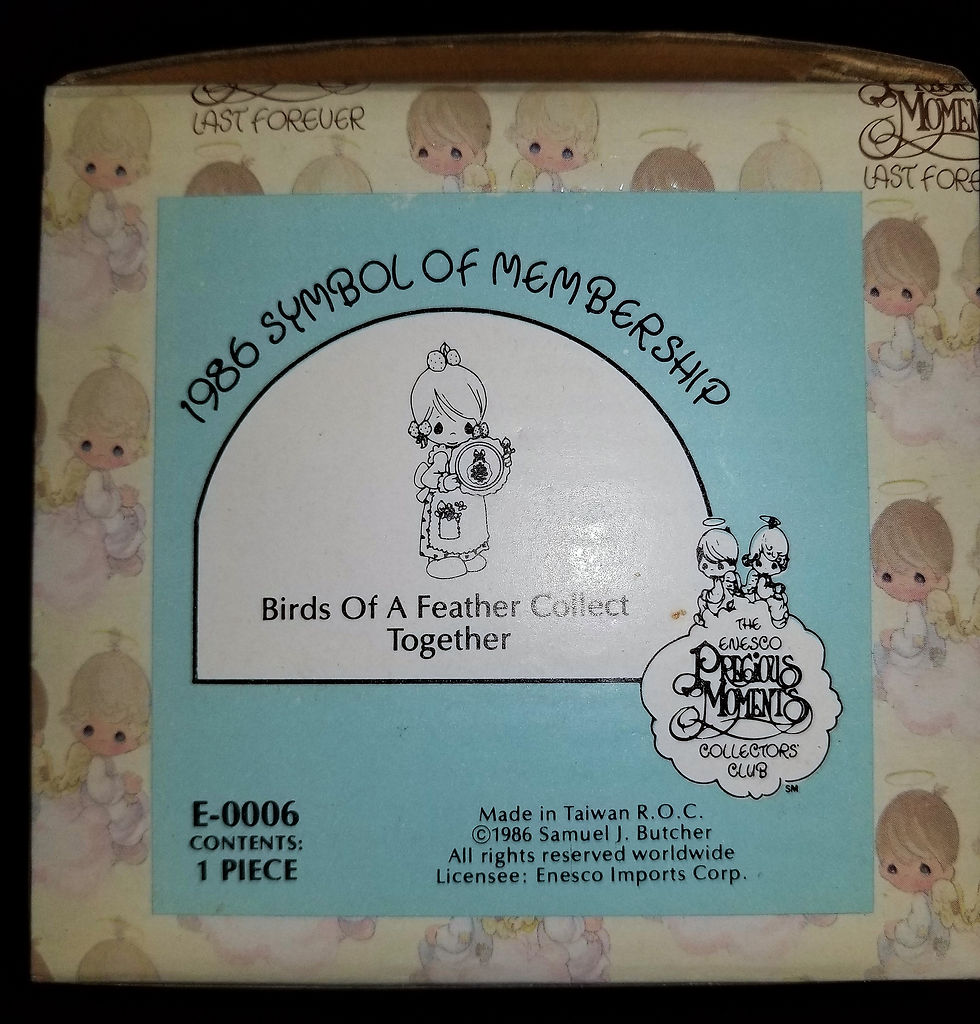 LAST FOREVER
MOMEN
LAST FORE
1986 SYMBOL OF MEMBERSHIP
Birds Of A Feather Collect
Together
THE
ENESCO
PRECIOUS
MOMENTS
COLLECTORS'
CLUB
SM
E-0006
CONTENTS:
1 PIECE
Made in Taiwan R.O.C.
©1986 Samuel J. Butcher
All rights reserved worldwide
Licensee: Enesco Imports Corp.